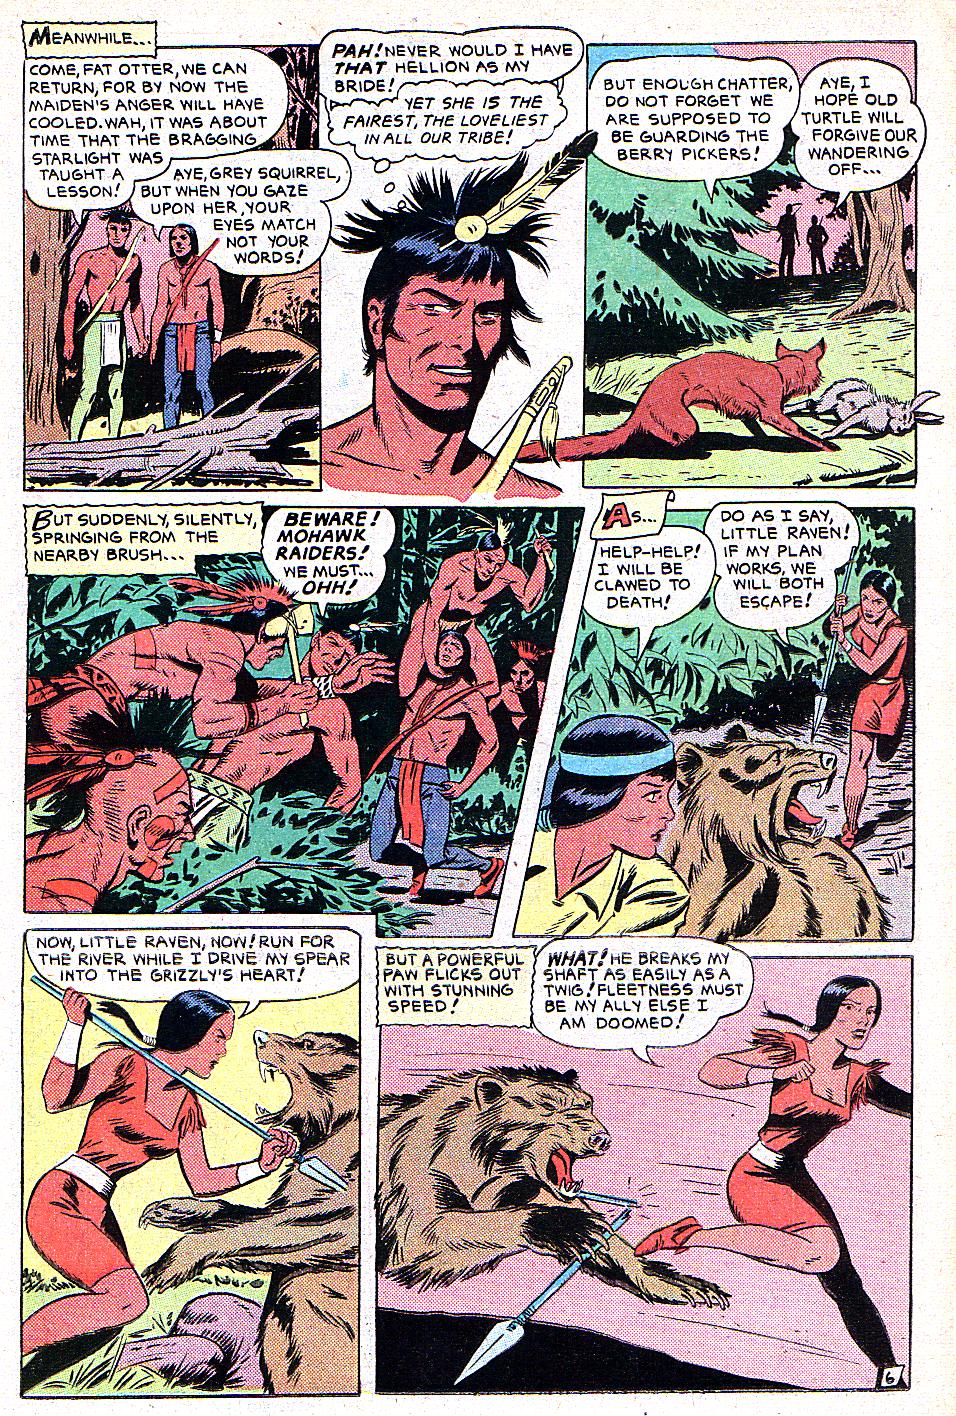 MEANWHILE...
COME, FAT OTTER, WE CAN
RETURN, FOR BY NOW THE
MAIDEN'S ANGER WILL HAVE
COOLED. WAH, IT WAS ABOUT
TIME THAT THE BRAGGING
STARLIGHT WAS
TAUGHT A
LESSON!
AYE, GREY SQUIRREL,
BUT WHEN YOU GAZE
UPON HER, YOUR
EYES MATCH
NOT YOUR
WORDS!
PAH! NEVER WOULD I HAVE
THAT HELLION AS MY
BRIDE!
YET SHE IS THE
FAIREST, THE LOVELIEST
IN ALL OUR TRIBE!
BUT ENOUGH CHATTER,
DO NOT FORGET WE
ARE SUPPOSED TO
BE GUARDING THE
BERRY PICKERS!
AYE, I
HOPE OLD
TURTLE WILL
FORGIVE OUR
WANDERING
OFF...
BUT SUDDENLY, SILENTLY,
SPRINGING FROM THE
NEARBY BRUSH...
BEWARE!
MOHAWK
RAIDERS!
WE MUST...
OHH!
AS...
HELP-HELP!
I WILL BE
CLAWED TO
DEATH!
DO AS I SAY,
LITTLE RAVEN!
IF MY PLAN
WORKS, WE
WILL BOTH
ESCAPE!
NOW, LITTLE RAVEN, NOW! RUN FOR
THE RIVER WHILE I DRIVE MY SPEAR
INTO THE GRIZZLY'S HEART!
BUT A POWERFUL
PAW FLICKS OUT
WITH STUNNING
SPEED!
WHAT! HE BREAKS MY
SHAFT AS EASILY AS A
TWIG! FLEETNESS MUST
BE MY ALLY ELSE I
AM DOOMED!
6